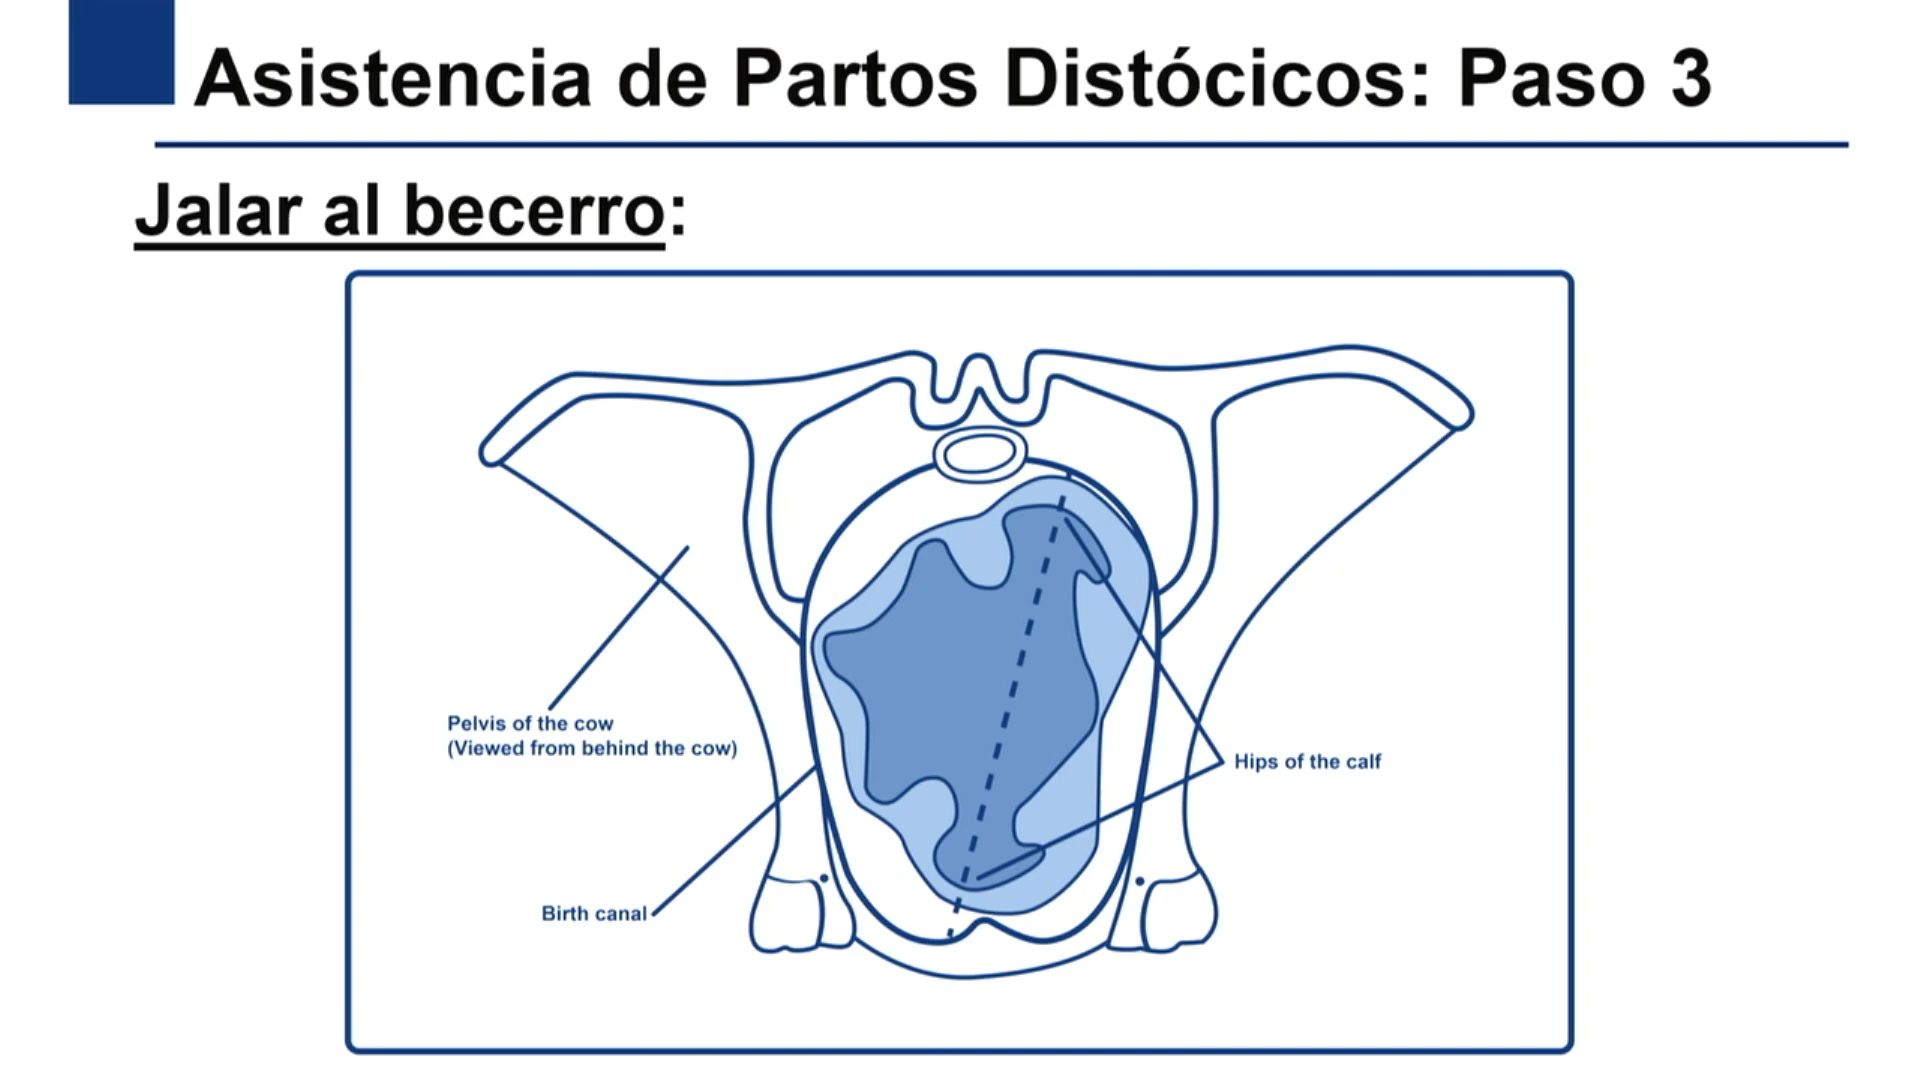 Asistencia de Partos Distócicos: Paso 3
Jalar al becerro:
Pelvis of the cow
(Viewed from behind the cow)
Hips of the calf
Birth canal